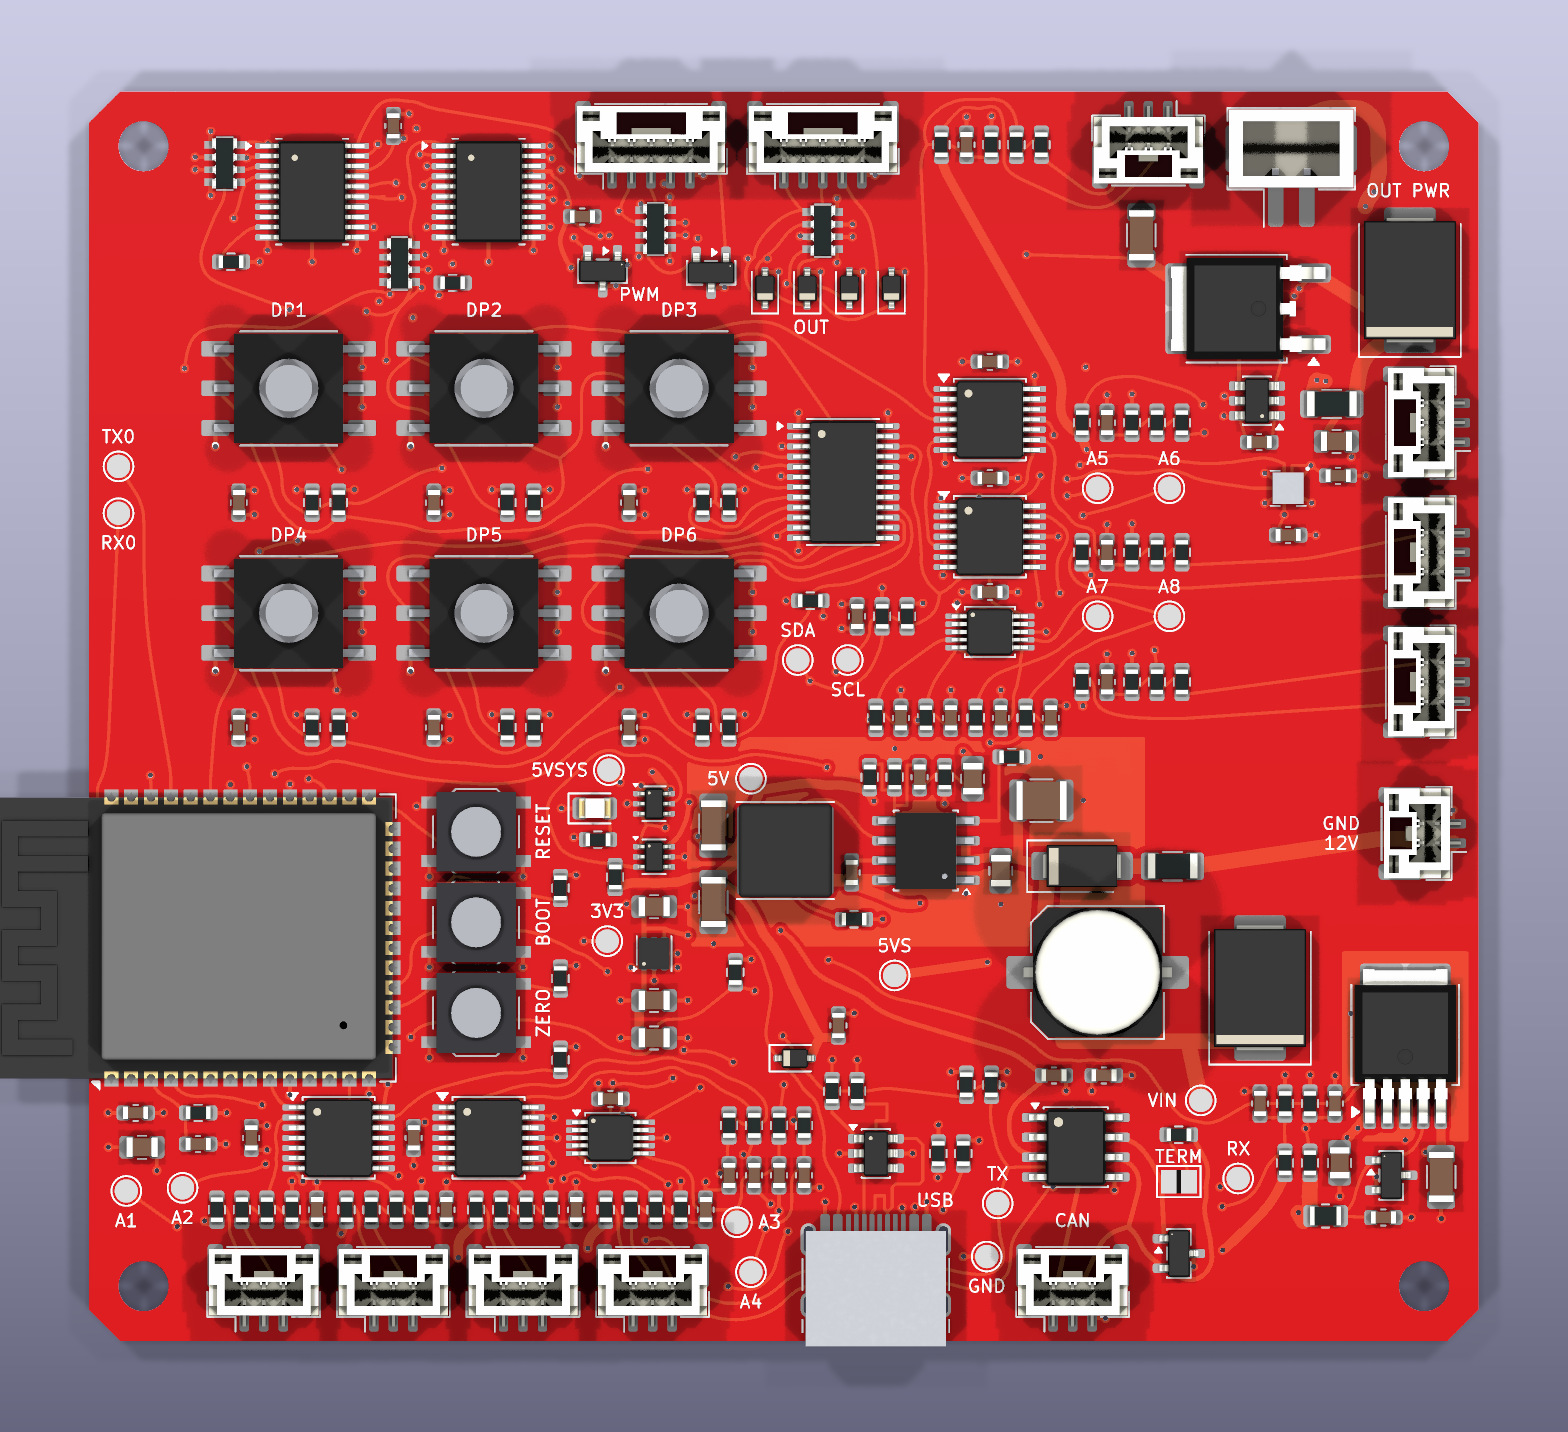 OUT PWR
PWM
DP1
DP2
DP3
OUT
TX0
A5
A6
RX0
DP4
DP5
DP6
A7
A8
SDA
SCL
5VSYS
5V
RESET
GND
12V
3V3
BOOT
5VS
ZERO
VIN
TERM
RX
TX
USB
A1
A2
A3
CAN
GND
A4